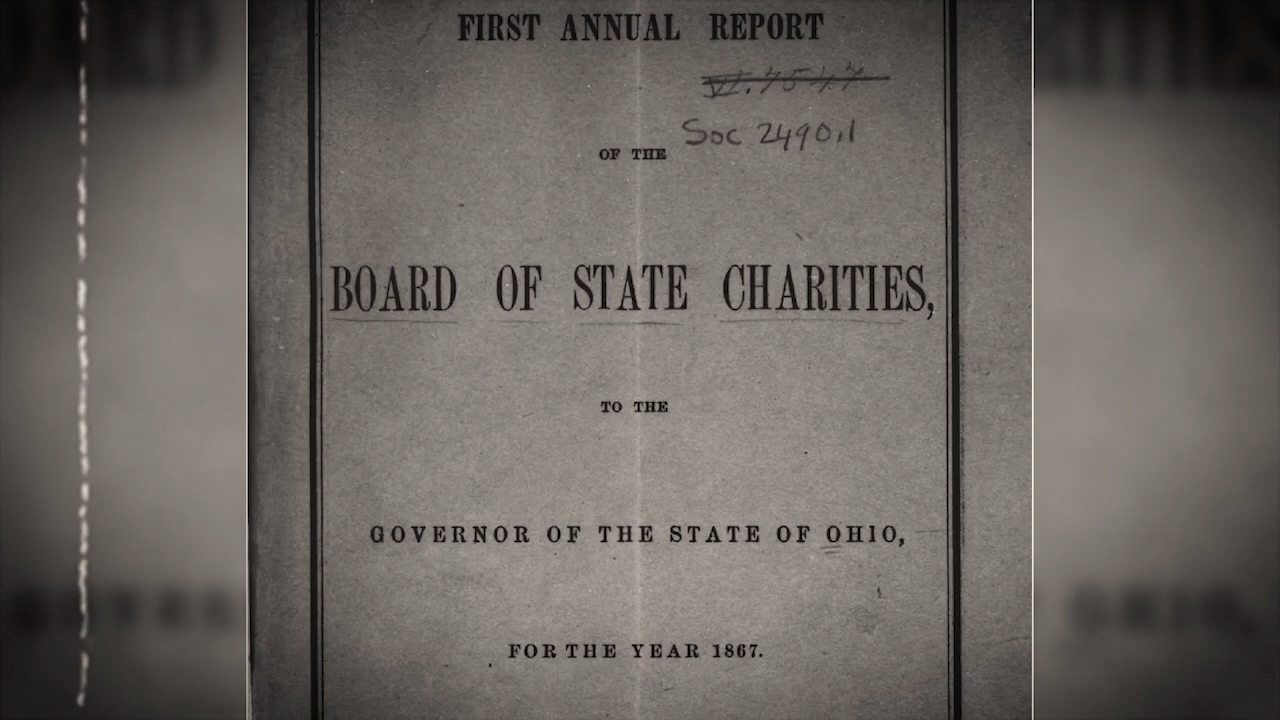 FIRST ANNUAL REPORT
Soc 2490.1
OF THE
BOARD OF STATE CHARITIES,
TO THE
GOVERNOR OF THE STATE OF OHIO,
FOR THE YEAR 1867.